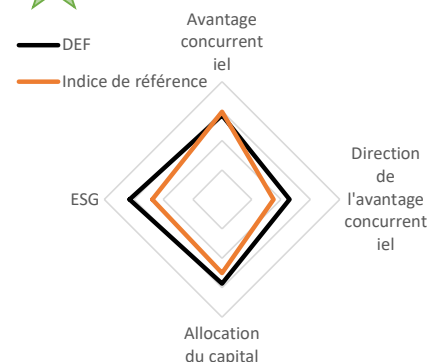 Avantage
concurrent
iel
DEF
Indice de référence
Direction
de
l'avantage
concurrent
iel
ESG
Allocation
du capital